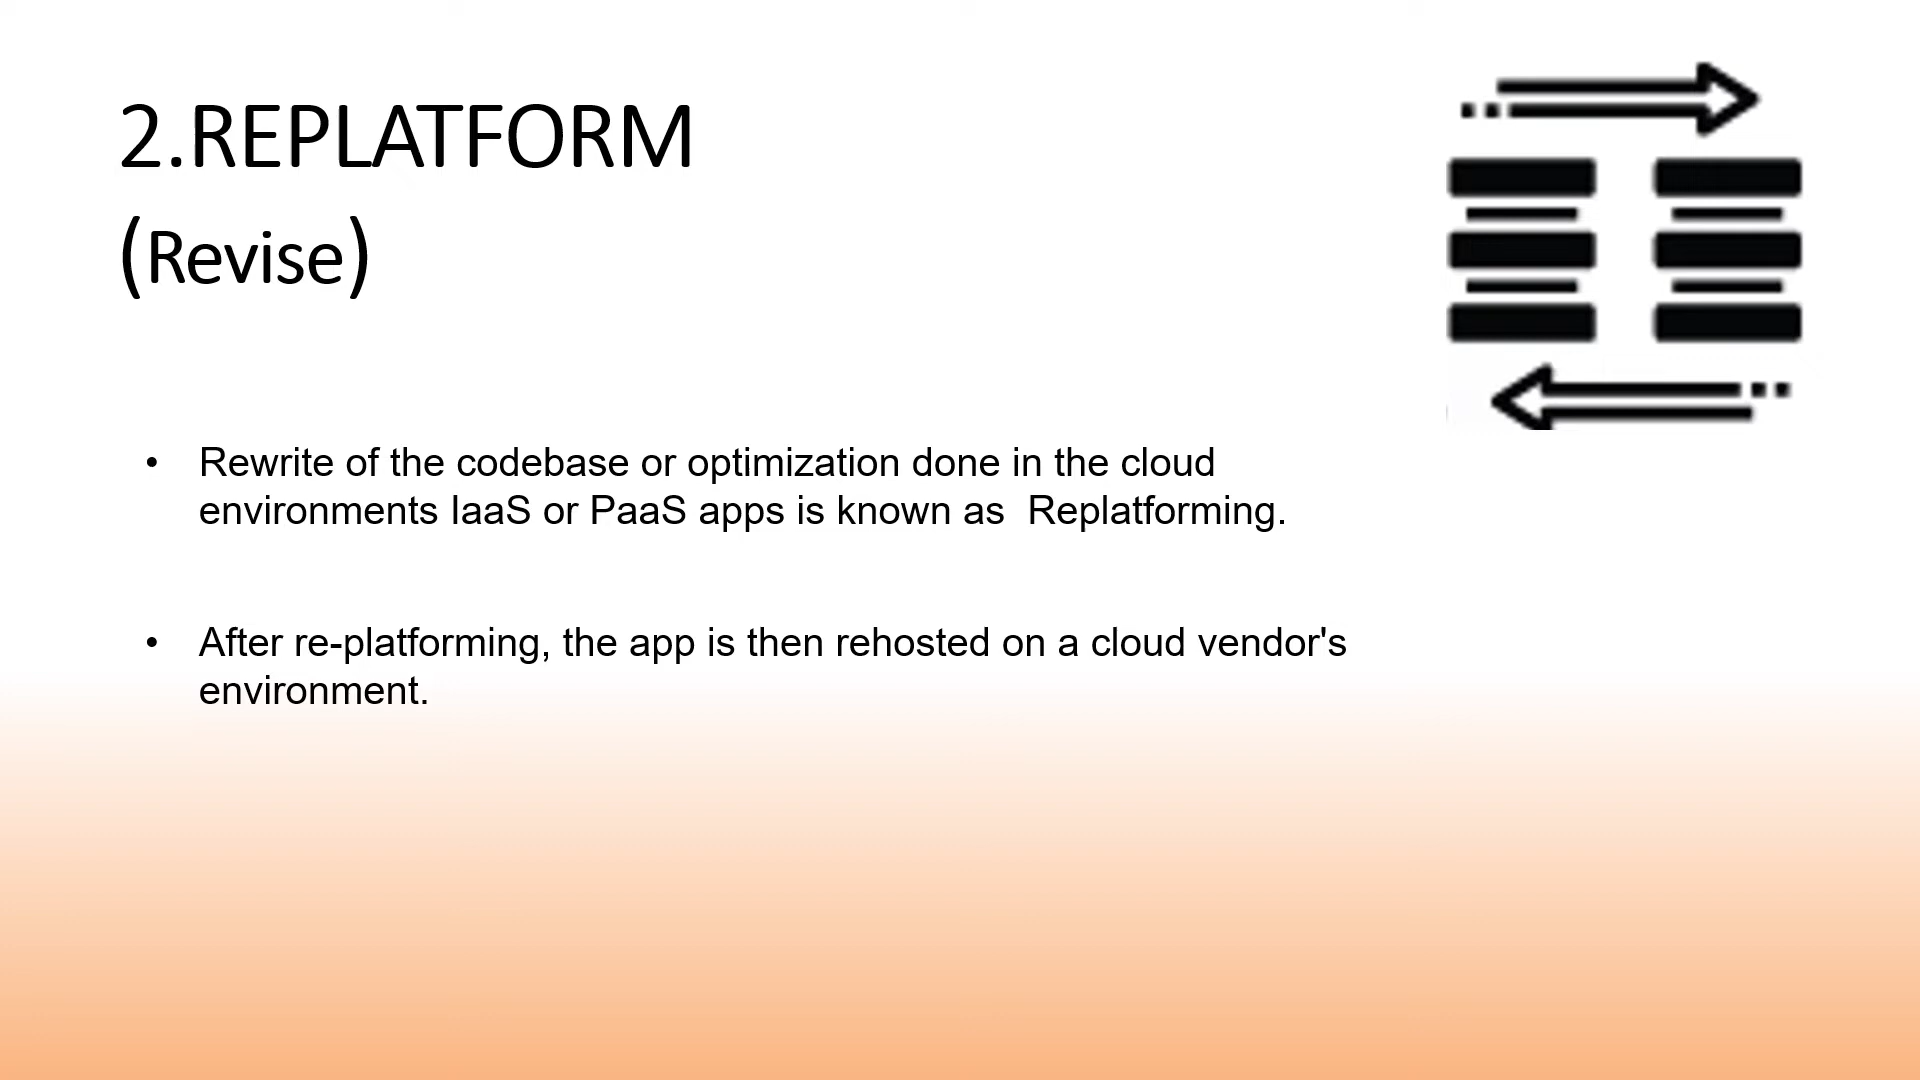 2.REPLATFORM
(Revise)
• Rewrite of the codebase or optimization done in the cloud
environments IaaS or PaaS apps is known as  Replatforming.
• After re-platforming, the app is then rehosted on a cloud vendor's
environment.